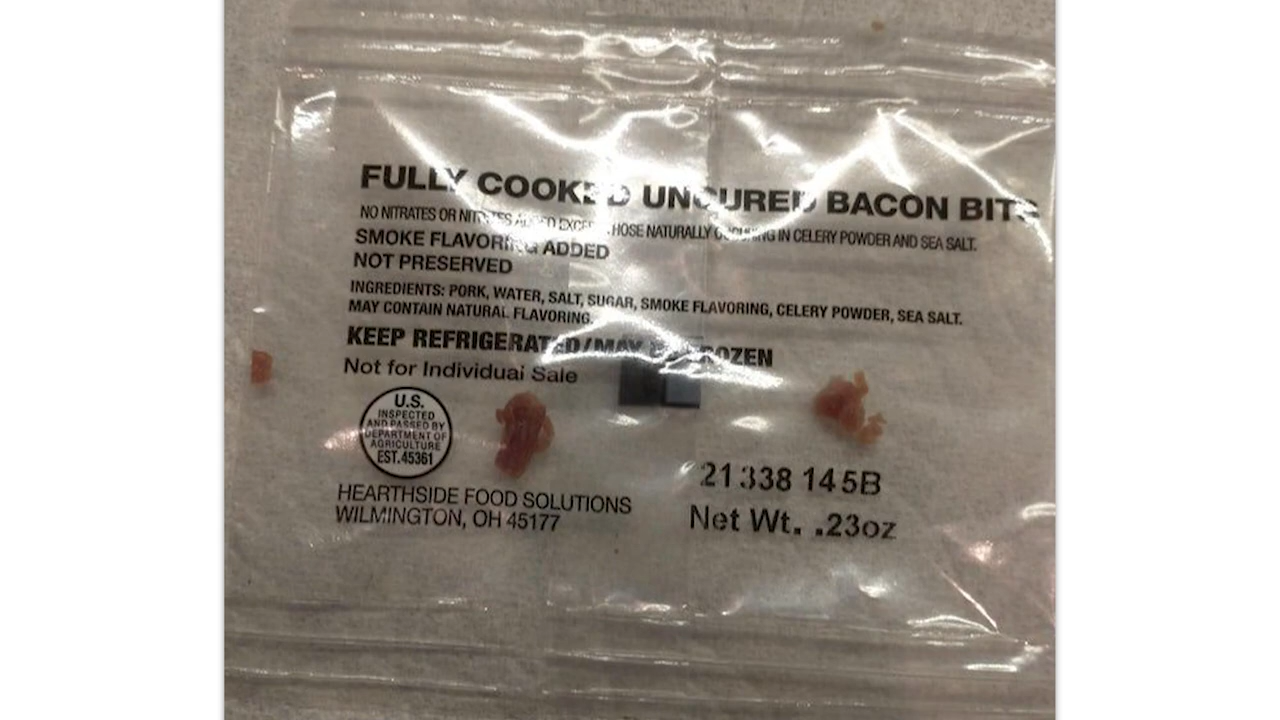 FULLY COOKED UNCURED BACON BITS
NO NITRATES OR NITRITES ADDED EXCEPT THOSE NATURALLY OCCURRING IN CELERY POWDER AND SEA SALT.
SMOKE FLAVORING ADDED
NOT PRESERVED
INGREDIENTS: PORK, WATER, SALT, SUGAR, SMOKE FLAVORING, CELERY POWDER, SEA SALT.
MAY CONTAIN NATURAL FLAVORING.
KEEP REFRIGERATED/MAY BE FROZEN
Not for Individual Sale
U.S.
INSPECTED
AND PASSED BY
DEPARTMENT OF
AGRICULTURE
EST.45361
HEARTHSIDE FOOD SOLUTIONS
WILMINGTON, OH 45177
21338 145B
Net Wt. .23oz